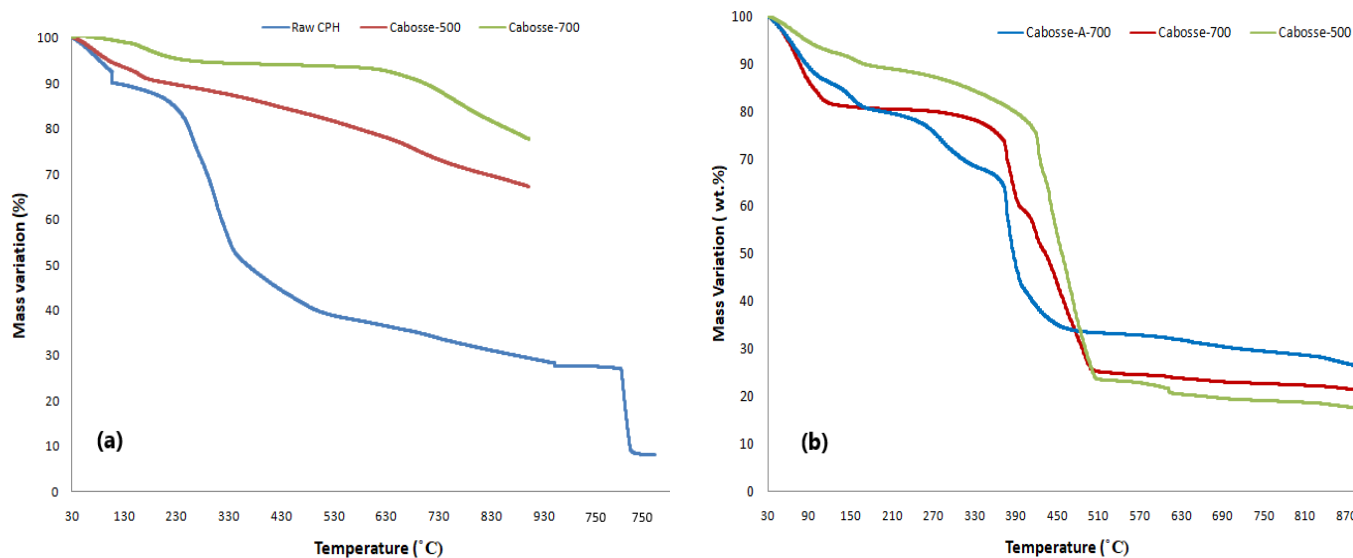 Raw CPH Cabosse-500 Cabosse-700
Mass variation (%)
100
90
80
70
60
50
40
30
20
10
0
(a)
30 130 230 330 430 530 630 730 830 930 750 750
Temperature (˚C)
Cabosse-A-700 Cabosse-700 Cabosse-500
Mass Variation ( wt.%)
100
90
80
70
60
50
40
30
20
10
0
(b)
30 90 150 210 270 330 390 450 510 570 630 690 750 810 870
Temperature (˚C)